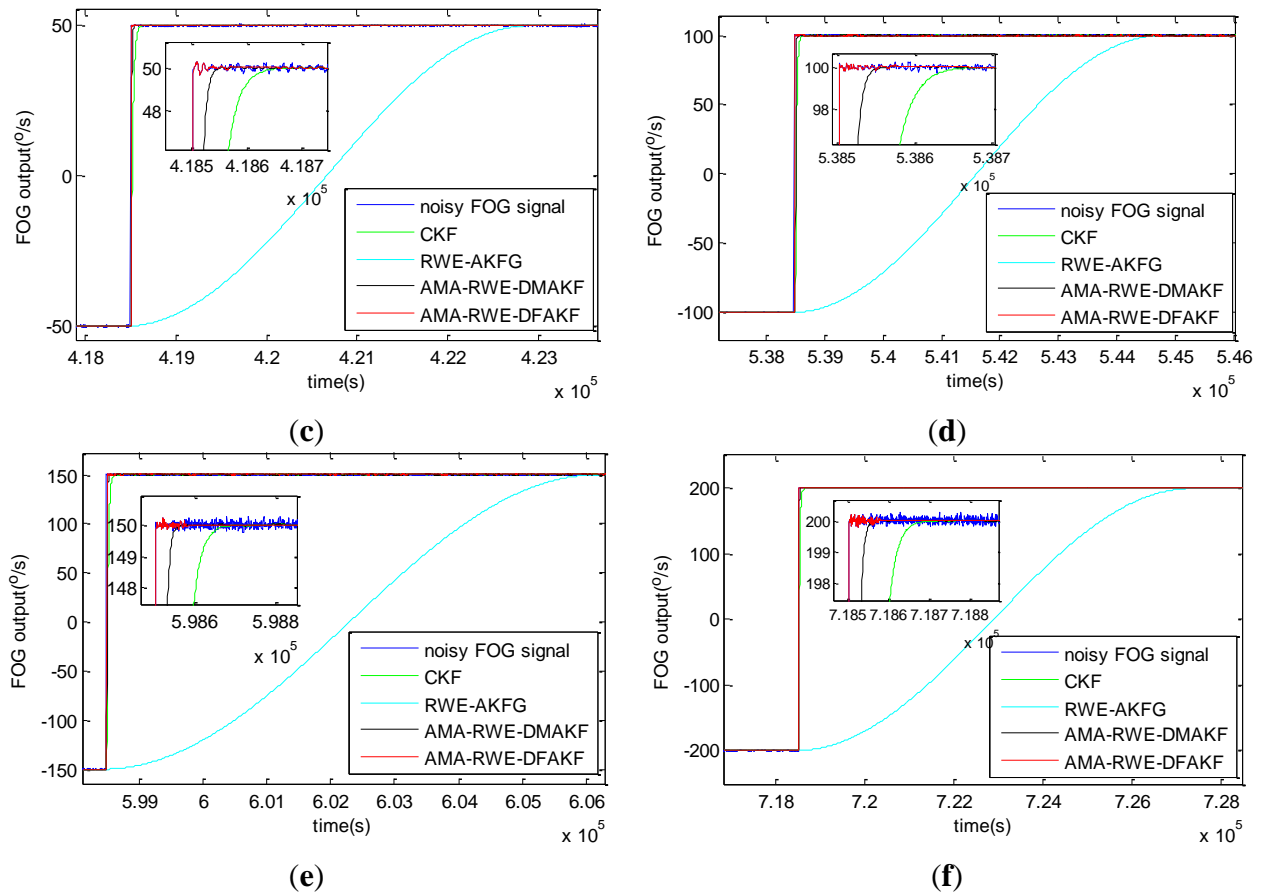 50
0
-50
FOG output(°/s)
50
48
4.185 4.186 4.187
x 10^5
noisy FOG signal
CKF
RWE-AKFG
AMA-RWE-DMAKF
AMA-RWE-DFAKF
4.18 4.19 4.2 4.21 4.22 4.23
time(s)
x 10^5
(c)
100
50
0
-50
-100
FOG output(°/s)
100
98
5.385 5.386 5.387
x 10^5
noisy FOG signal
CKF
RWE-AKFG
AMA-RWE-DMAKF
AMA-RWE-DFAKF
5.38 5.39 5.4 5.41 5.42 5.43 5.44 5.45 5.46
time(s)
x 10^5
(d)
150
100
50
0
-50
-100
-150
FOG output(°/s)
150
149
148
5.986 5.988
x 10^5
noisy FOG signal
CKF
RWE-AKFG
AMA-RWE-DMAKF
AMA-RWE-DFAKF
5.99 6 6.01 6.02 6.03 6.04 6.05 6.06
time(s)
x 10^5
(e)
200
100
0
-100
-200
FOG output(°/s)
200
199
198
7.185 7.186 7.187 7.188
x 10^5
noisy FOG signal
CKF
RWE-AKFG
AMA-RWE-DMAKF
AMA-RWE-DFAKF
7.18 7.2 7.22 7.24 7.26 7.28
time(s)
x 10^5
(f)